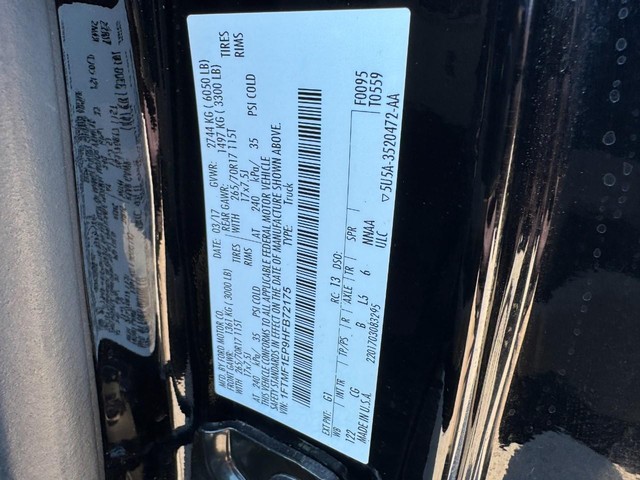 MFD. BY FORD MOTOR CO.
DATE: 03/17 GVWR: 2744 KG ( 6050 LB)
FRONT GAWR: 1361 KG ( 3000 LB) REAR GAWR: 1497 KG ( 3300 LB)
WITH 265/70R17 115T TIRES WITH 265/70R17 115T TIRES
17x7.5J RIMS 17x7.5J RIMS
AT 240 kPa/ 35 PSI COLD AT 240 kPa/ 35 PSI COLD
THIS VEHICLE CONFORMS TO ALL APPLICABLE FEDERAL MOTOR VEHICLE
SAFETY STANDARDS IN EFFECT ON THE DATE OF MANUFACTURE SHOWN ABOVE.
VIN: 1FTMF1EP9HFB72175 TYPE: Truck
F0095
T0559
EXT PNT: G1 RC: 13 DSO:
WB INT TR TP/PS R AXLE TR SPR
122 CG B L5 6 NNAA
MADE IN U.S.A. 2201703083295 ULC
▽5U5A-3520472-AA